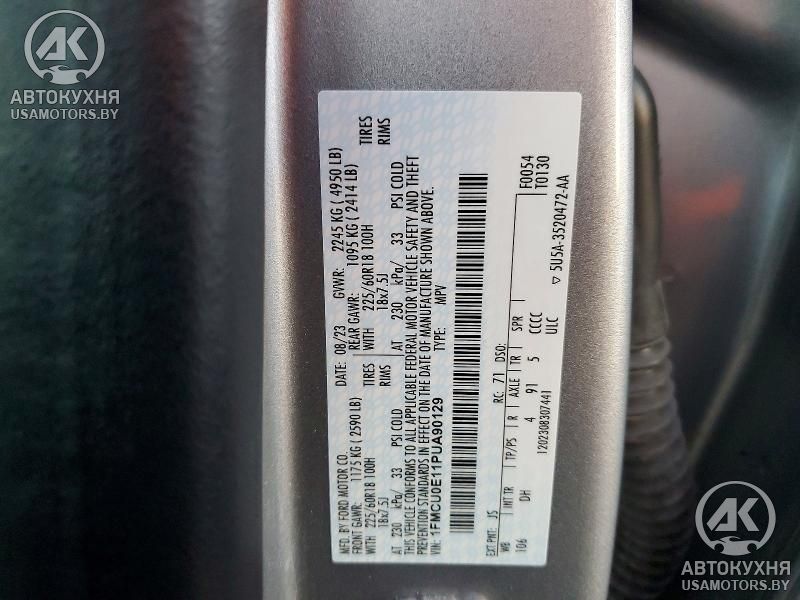 MFD. BY FORD MOTOR CO.
DATE: 08/23
GVWR: 2245 KG ( 4950 LB)
FRONT GAWR: 1175 KG ( 2590 LB)
REAR GAWR: 1095 KG ( 2414 LB)
WITH 225/60R18 100H TIRES
WITH 225/60R18 100H TIRES
18x7.5J RIMS
18x7.5J RIMS
AT 230 kPa/ 33 PSI COLD
AT 230 kPa/ 33 PSI COLD
THIS VEHICLE CONFORMS TO ALL APPLICABLE FEDERAL MOTOR VEHICLE SAFETY AND THEFT
PREVENTION STANDARDS IN EFFECT ON THE DATE OF MANUFACTURE SHOWN ABOVE.
VIN: 1FMCU0E11PUA90129
TYPE: MPV
F0054
T0130
EXT PNT: JS RC: 71 DSO:
WB INT TR TP/PS R AXLE TR SPR
106 DH 4 91 5 CCCC
ULC
1202308307441
▽ 5U5A-3520472-AA
AK
АВТОКУХНЯ
USAMOTORS.BY
AK
АВТОКУХНЯ
USAMOTORS.BY